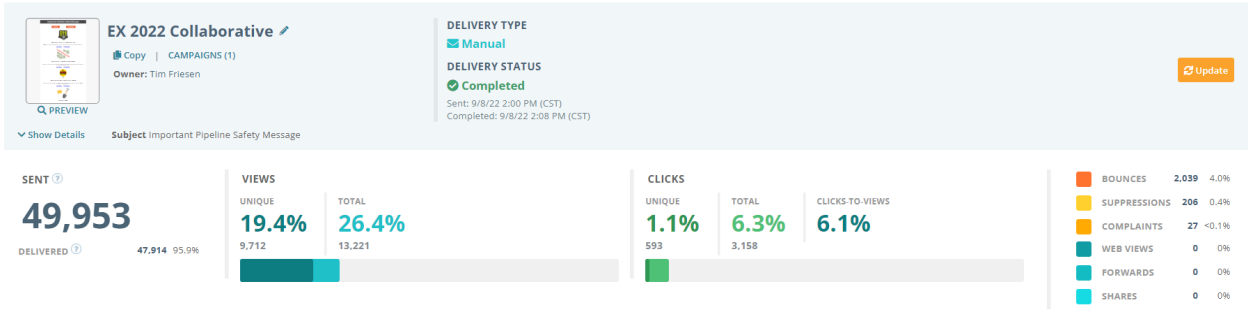 EX 2022 Collaborative
Copy | CAMPAIGNS (1)
Owner: Tim Friesen
PREVIEW
Show Details
Subject Important Pipeline Safety Message
DELIVERY TYPE
Manual
DELIVERY STATUS
Completed
Sent: 9/8/22 2:00 PM (CST)
Completed: 9/8/22 2:08 PM (CST)
Update
SENT ?
49,953
DELIVERED ? 47,914 95.9%
VIEWS
UNIQUE TOTAL
19.4% 26.4%
9,712 13,221
CLICKS
UNIQUE TOTAL CLICKS-TO-VIEWS
1.1% 6.3% 6.1%
593 3,158
BOUNCES 2,039 4.0%
SUPPRESSIONS 206 0.4%
COMPLAINTS 27 <0.1%
WEB VIEWS 0 0%
FORWARDS 0 0%
SHARES 0 0%